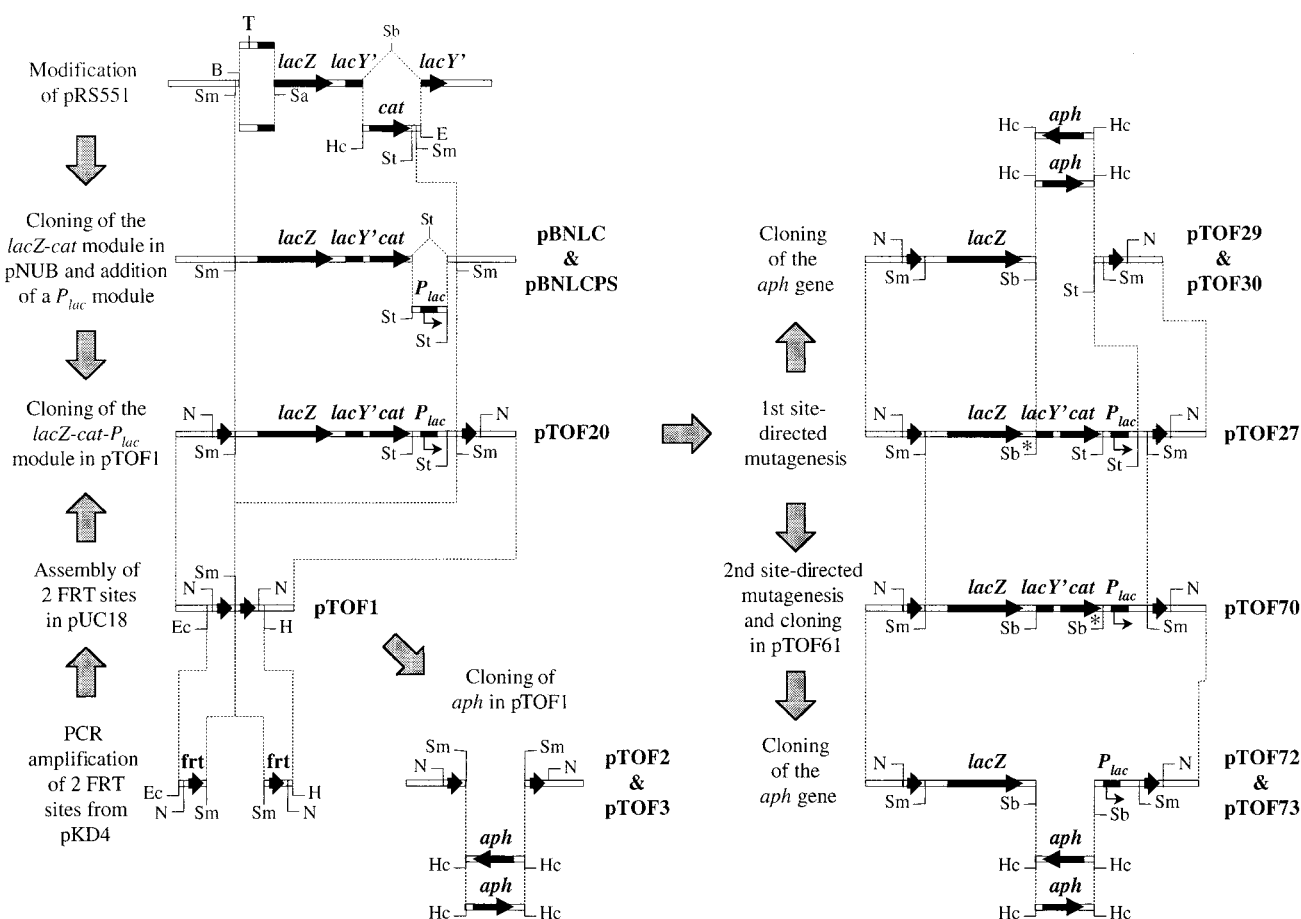 T
Sb
lacZ lacY' lacY'
B
Sm
Sa
Modification
of pRS551
cat
Hc
E
St
Sm
Cloning of the
lacZ-cat module in
pNUB and addition
of a Plac module
lacZ lacY' cat
St
Sm
Sm
Plac
St
St
pBNLC
&
pBNLCPS
Cloning of the
lacZ-cat-Plac
module in pTOF1
N
lacZ lacY' cat Plac
N
Sm
St
St
Sm
pTOF20
Assembly of
2 FRT sites
in pUC18
Sm
N
N
Ec
H
pTOF1
PCR
amplification
of 2 FRT
sites from
pKD4
frt
frt
Ec
N
Sm
Sm
H
N
Cloning of
aph in pTOF1
Sm
Sm
N
N
pTOF2
&
pTOF3
aph
Hc
Hc
aph
Hc
Hc
aph
Hc
Hc
aph
Hc
Hc
Cloning
of the
aph gene
N
lacZ
N
Sm
Sb
St
Sm
pTOF29
&
pTOF30
1st site-
directed
mutagenesis
N
lacZ lacY' cat Plac
N
Sm
Sb
*
St
St
Sm
pTOF27
2nd site-directed
mutagenesis
and cloning
in pTOF61
N
lacZ lacY' cat Plac
N
Sm
Sb
Sb
*
Sm
pTOF70
Cloning
of the
aph gene
N
lacZ
Plac
N
Sm
Sb
Sb
Sm
pTOF72
&
pTOF73
aph
Hc
Hc
aph
Hc
Hc